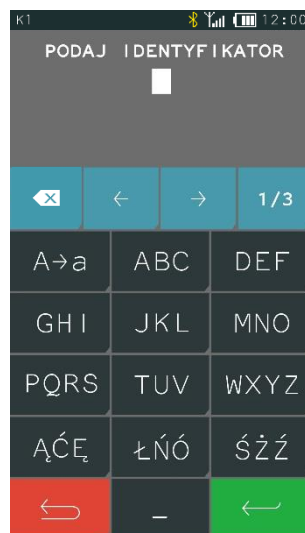 K1 12:00
PODAJ IDENTYFIKATOR
← → 1/3
A→a ABC DEF
GHI JKL MNO
PQRS TUV WXYZ
ĄĆĘ ŁŃÓ ŚŻŹ
_